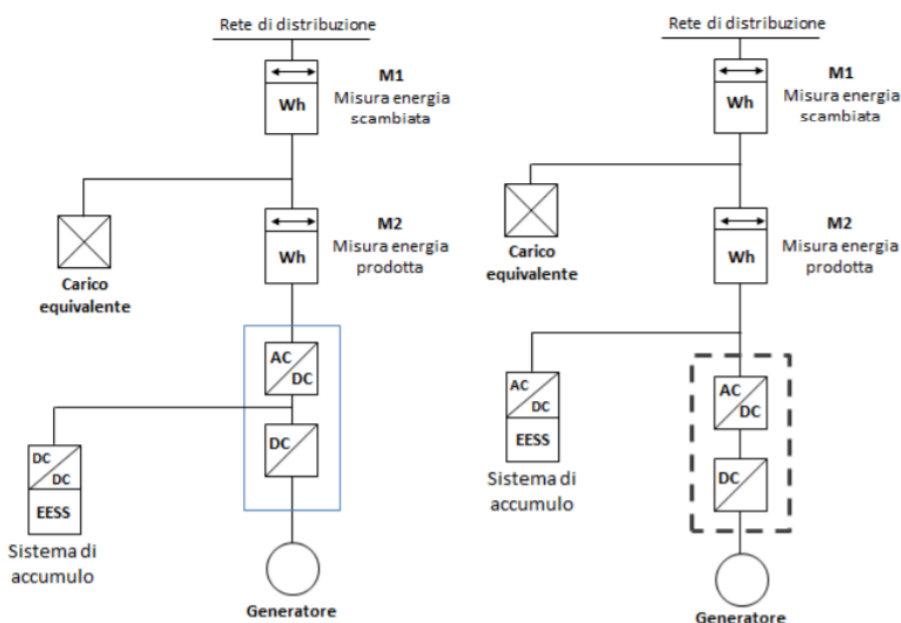 Rete di distribuzione
M1
Misura energia
scambiata
Wh
Carico
equivalente
M2
Misura energia
prodotta
Wh
AC
DC
DC
DC
DC
EESS
Sistema di
accumulo
Generatore
Rete di distribuzione
M1
Misura energia
scambiata
Wh
Carico
equivalente
M2
Misura energia
prodotta
Wh
AC
DC
EESS
Sistema di
accumulo
AC
DC
DC
Generatore